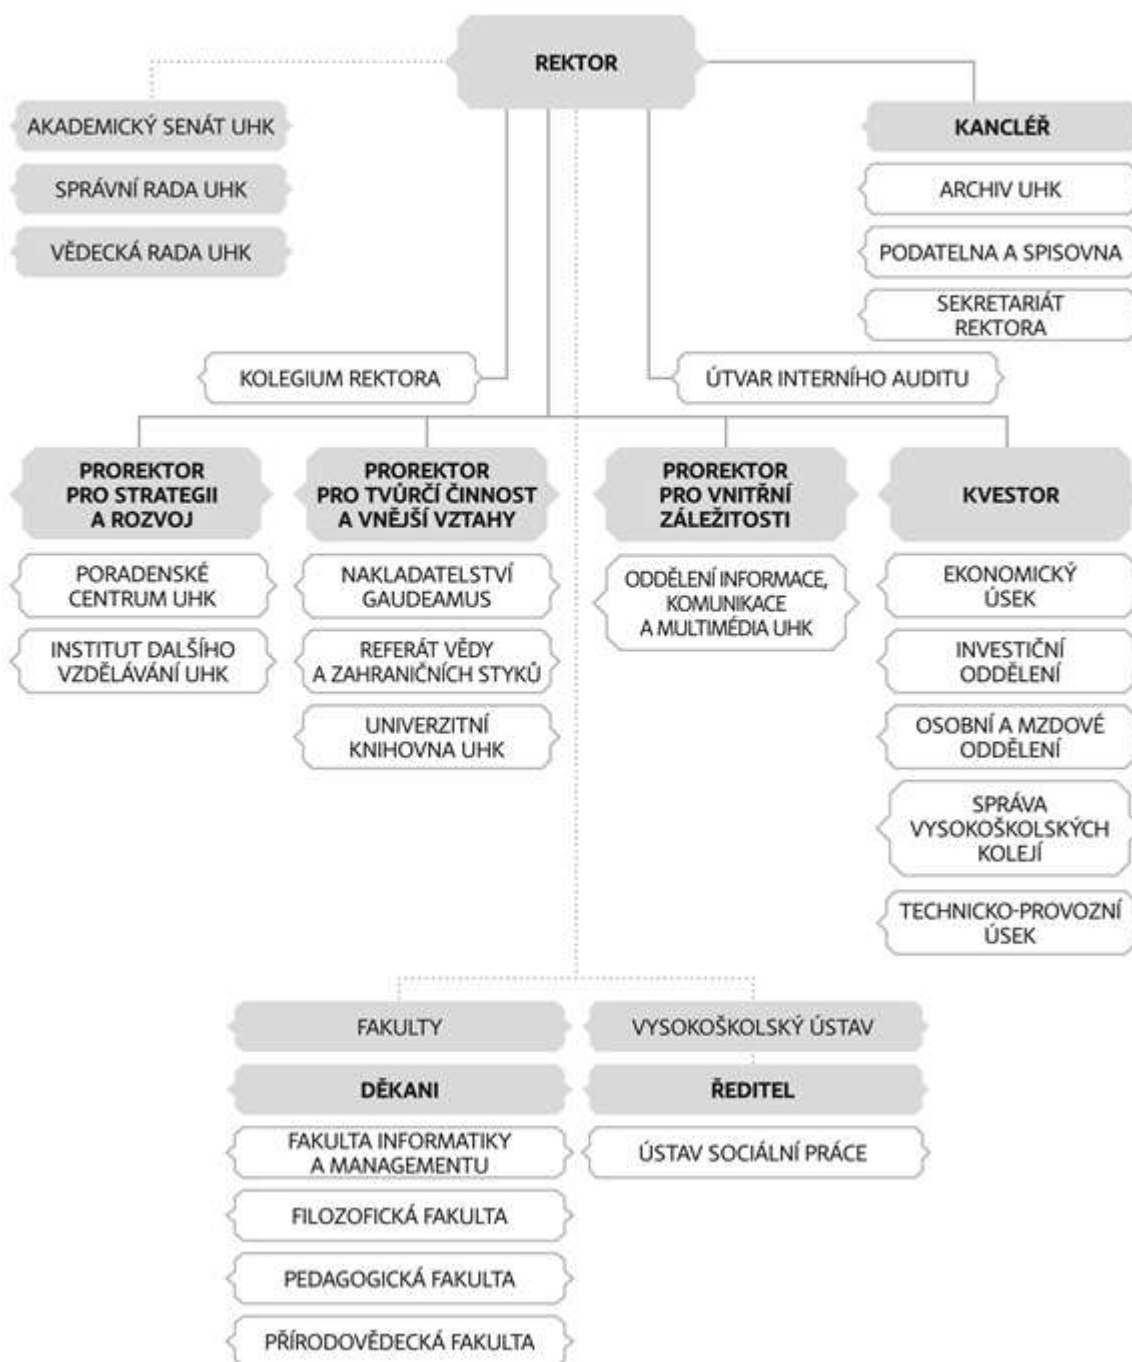 REKTOR
AKADEMICKÝ SENÁT UHK
SPRÁVNÍ RADA UHK
VĚDECKÁ RADA UHK
KANCLÉŘ
ARCHIV UHK
PODATELNA A SPISOVNA
SEKRETARIÁT
REKTORA
KOLEGIUM REKTORA
ÚTVAR INTERNÍHO AUDITU
PROREKTOR
PRO STRATEGII
A ROZVOJ
PORADENSKÉ
CENTRUM UHK
INSTITUT DALŠÍHO
VZDĚLÁVÁNÍ UHK
PROREKTOR
PRO TVŮRČÍ ČINNOST
A VNĚJŠÍ VZTAHY
NAKLADATELSTVÍ
GAUDEAMUS
REFERÁT VĚDY
A ZAHRANIČNÍCH STYKŮ
UNIVERZITNÍ
KNIHOVNA UHK
PROREKTOR
PRO VNITŘNÍ
ZÁLEŽITOSTI
ODDĚLENÍ INFORMACE,
KOMUNIKACE
A MULTIMÉDIA UHK
KVESTOR
EKONOMICKÝ
ÚSEK
INVESTIČNÍ
ODDĚLENÍ
OSOBNÍ A MZDOVÉ
ODDĚLENÍ
SPRÁVA
VYSOKOŠKOLSKÝCH
KOLEJÍ
TECHNICKO-PROVOZNÍ
ÚSEK
FAKULTY
DĚKANI
FAKULTA INFORMATIKY
A MANAGEMENTU
FILOZOFICKÁ FAKULTA
PEDAGOGICKÁ FAKULTA
PŘÍRODOVĚDECKÁ FAKULTA
VYSOKOŠKOLSKÝ ÚSTAV
ŘEDITEL
ÚSTAV SOCIÁLNÍ PRÁCE